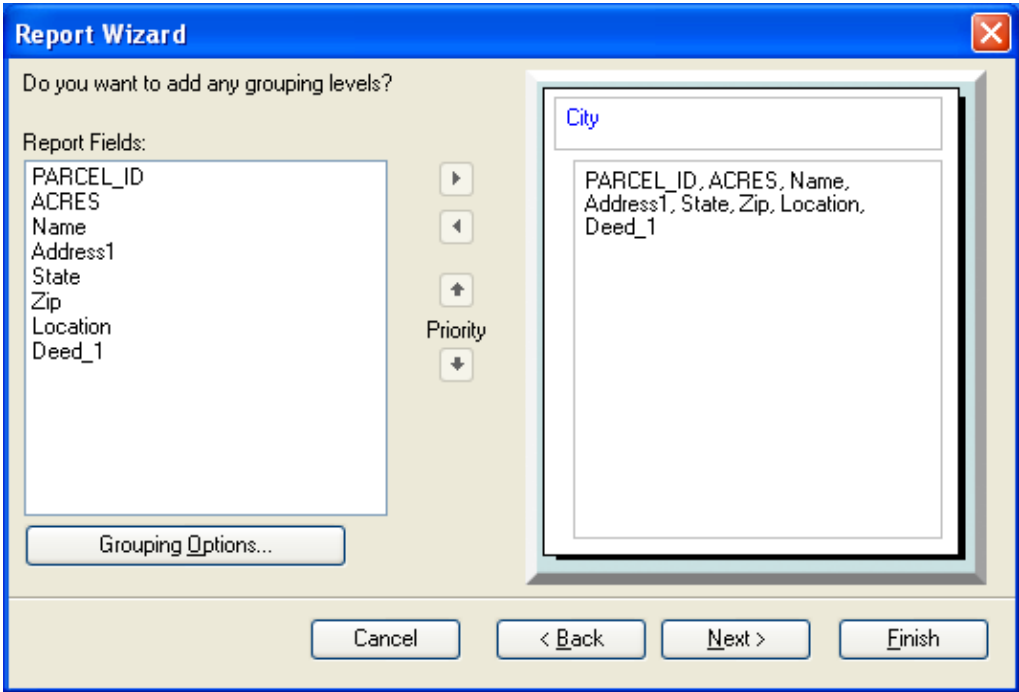 Report Wizard
Do you want to add any grouping levels?
Report Fields:
PARCEL_ID
ACRES
Name
Address1
State
Zip
Location
Deed_1
Grouping Options...
Priority
City
PARCEL_ID, ACRES, Name,
Address1, State, Zip, Location,
Deed_1
Cancel
< Back
Next >
Finish